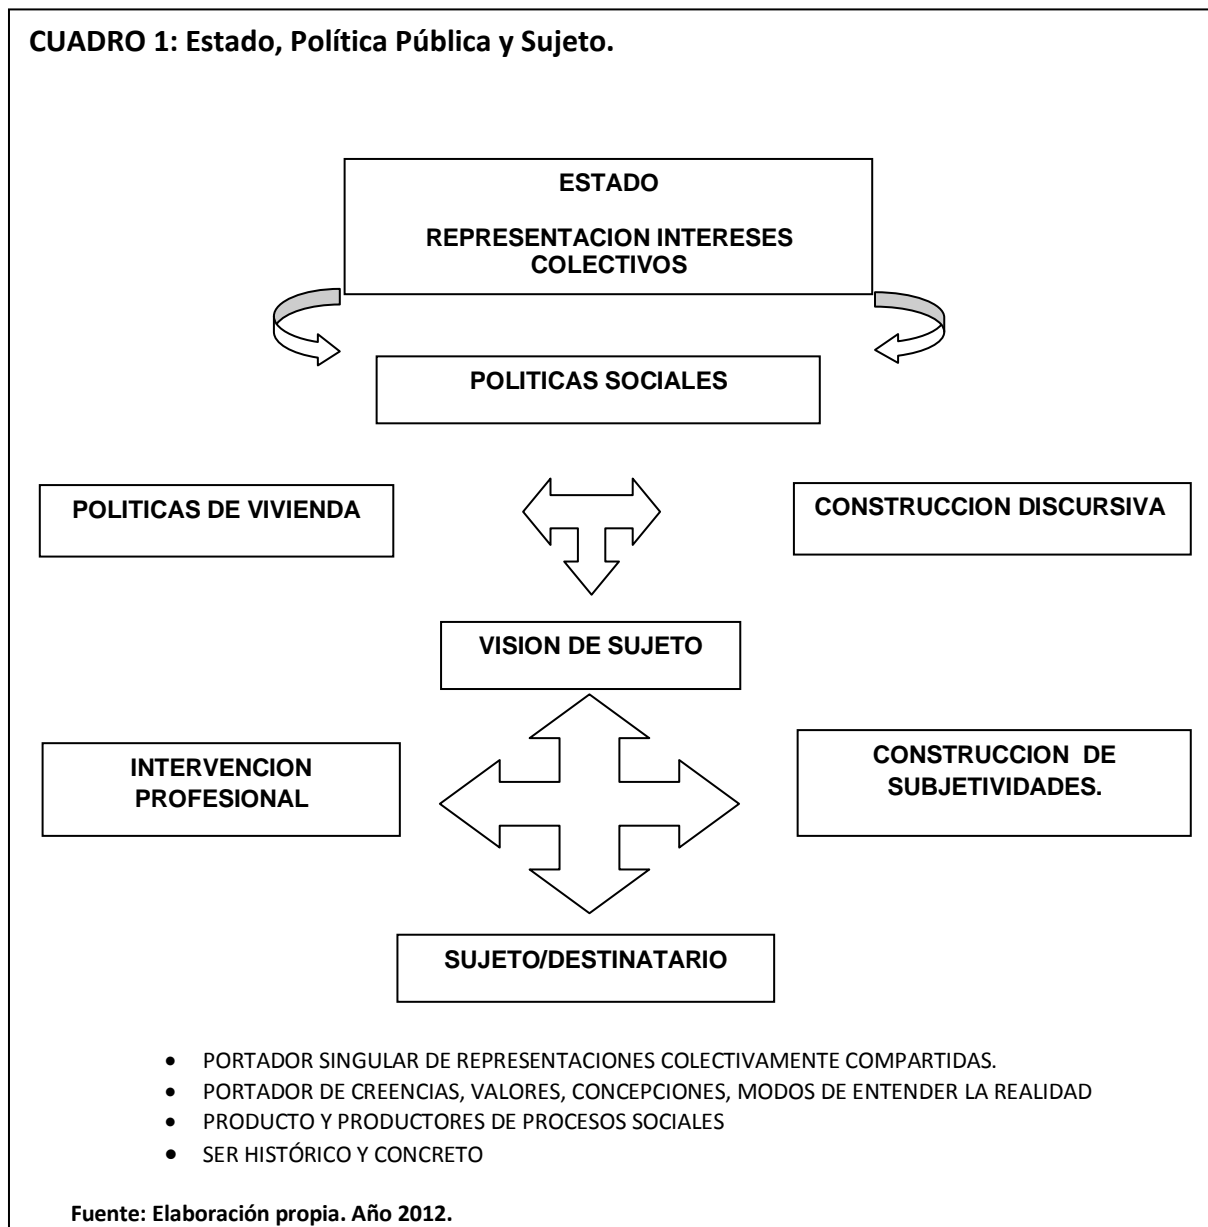 CUADRO 1: Estado, Política Pública y Sujeto.
ESTADO
REPRESENTACION INTERESES
COLECTIVOS
POLITICAS SOCIALES
POLITICAS DE VIVIENDA
CONSTRUCCION DISCURSIVA
VISION DE SUJETO
INTERVENCION
PROFESIONAL
CONSTRUCCION DE
SUBJETIVIDADES.
SUJETO/DESTINATARIO
• PORTADOR SINGULAR DE REPRESENTACIONES COLECTIVAMENTE COMPARTIDAS.
• PORTADOR DE CREENCIAS, VALORES, CONCEPCIONES, MODOS DE ENTENDER LA REALIDAD
• PRODUCTO Y PRODUCTORES DE PROCESOS SOCIALES
• SER HISTÓRICO Y CONCRETO
Fuente: Elaboración propia. Año 2012.